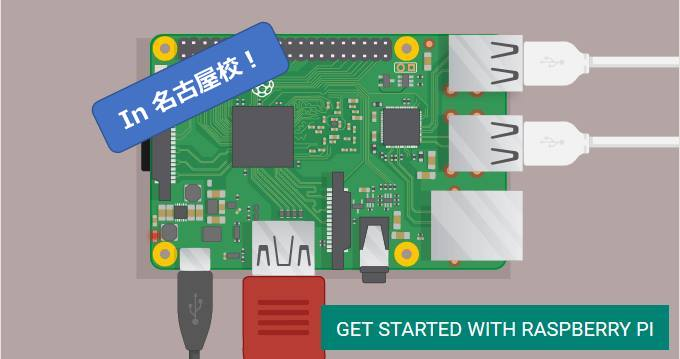 In 名古屋校！
GET STARTED WITH RASPBERRY PI